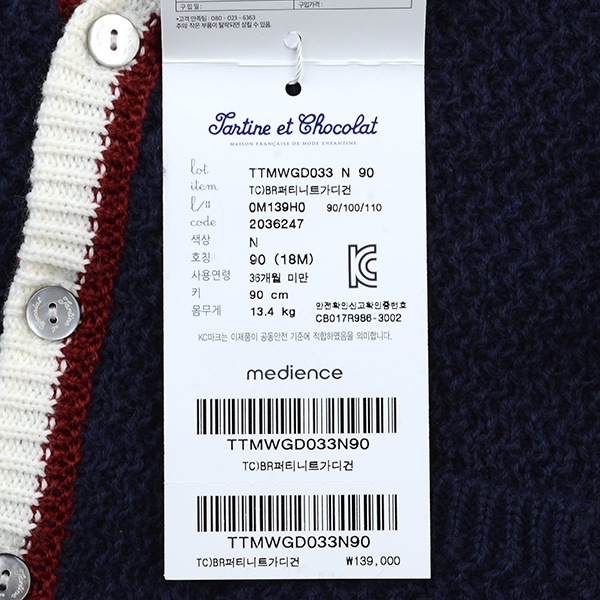 구 입 일 :
구입가격 :
*고객 만족팀 : 080 - 023 - 6363
주의) 작은 부품이 탈락되면 삼킬 수 있음.
Tartine et Chocolat
MAISON FRANÇAISE DE MODE ENFANTINE
lot TTMWGD033 N 90
item TC)BR퍼티니트가디건
l/# 0M139H0 90/100/110
code 2036247
색상 N
호칭 90 (18M)
사용연령 36개월 미만
키 90 cm
몸무게 13.4 kg
안전확인신고확인증번호
CB017R986-3002
KC마크는 이제품이 공동안전 기준에 적합하였음을 의미합니다.
medience
TTMWGD033N90
TC)BR퍼티니트가디건
TTMWGD033N90
TC)BR퍼티니트가디건 ₩139,000